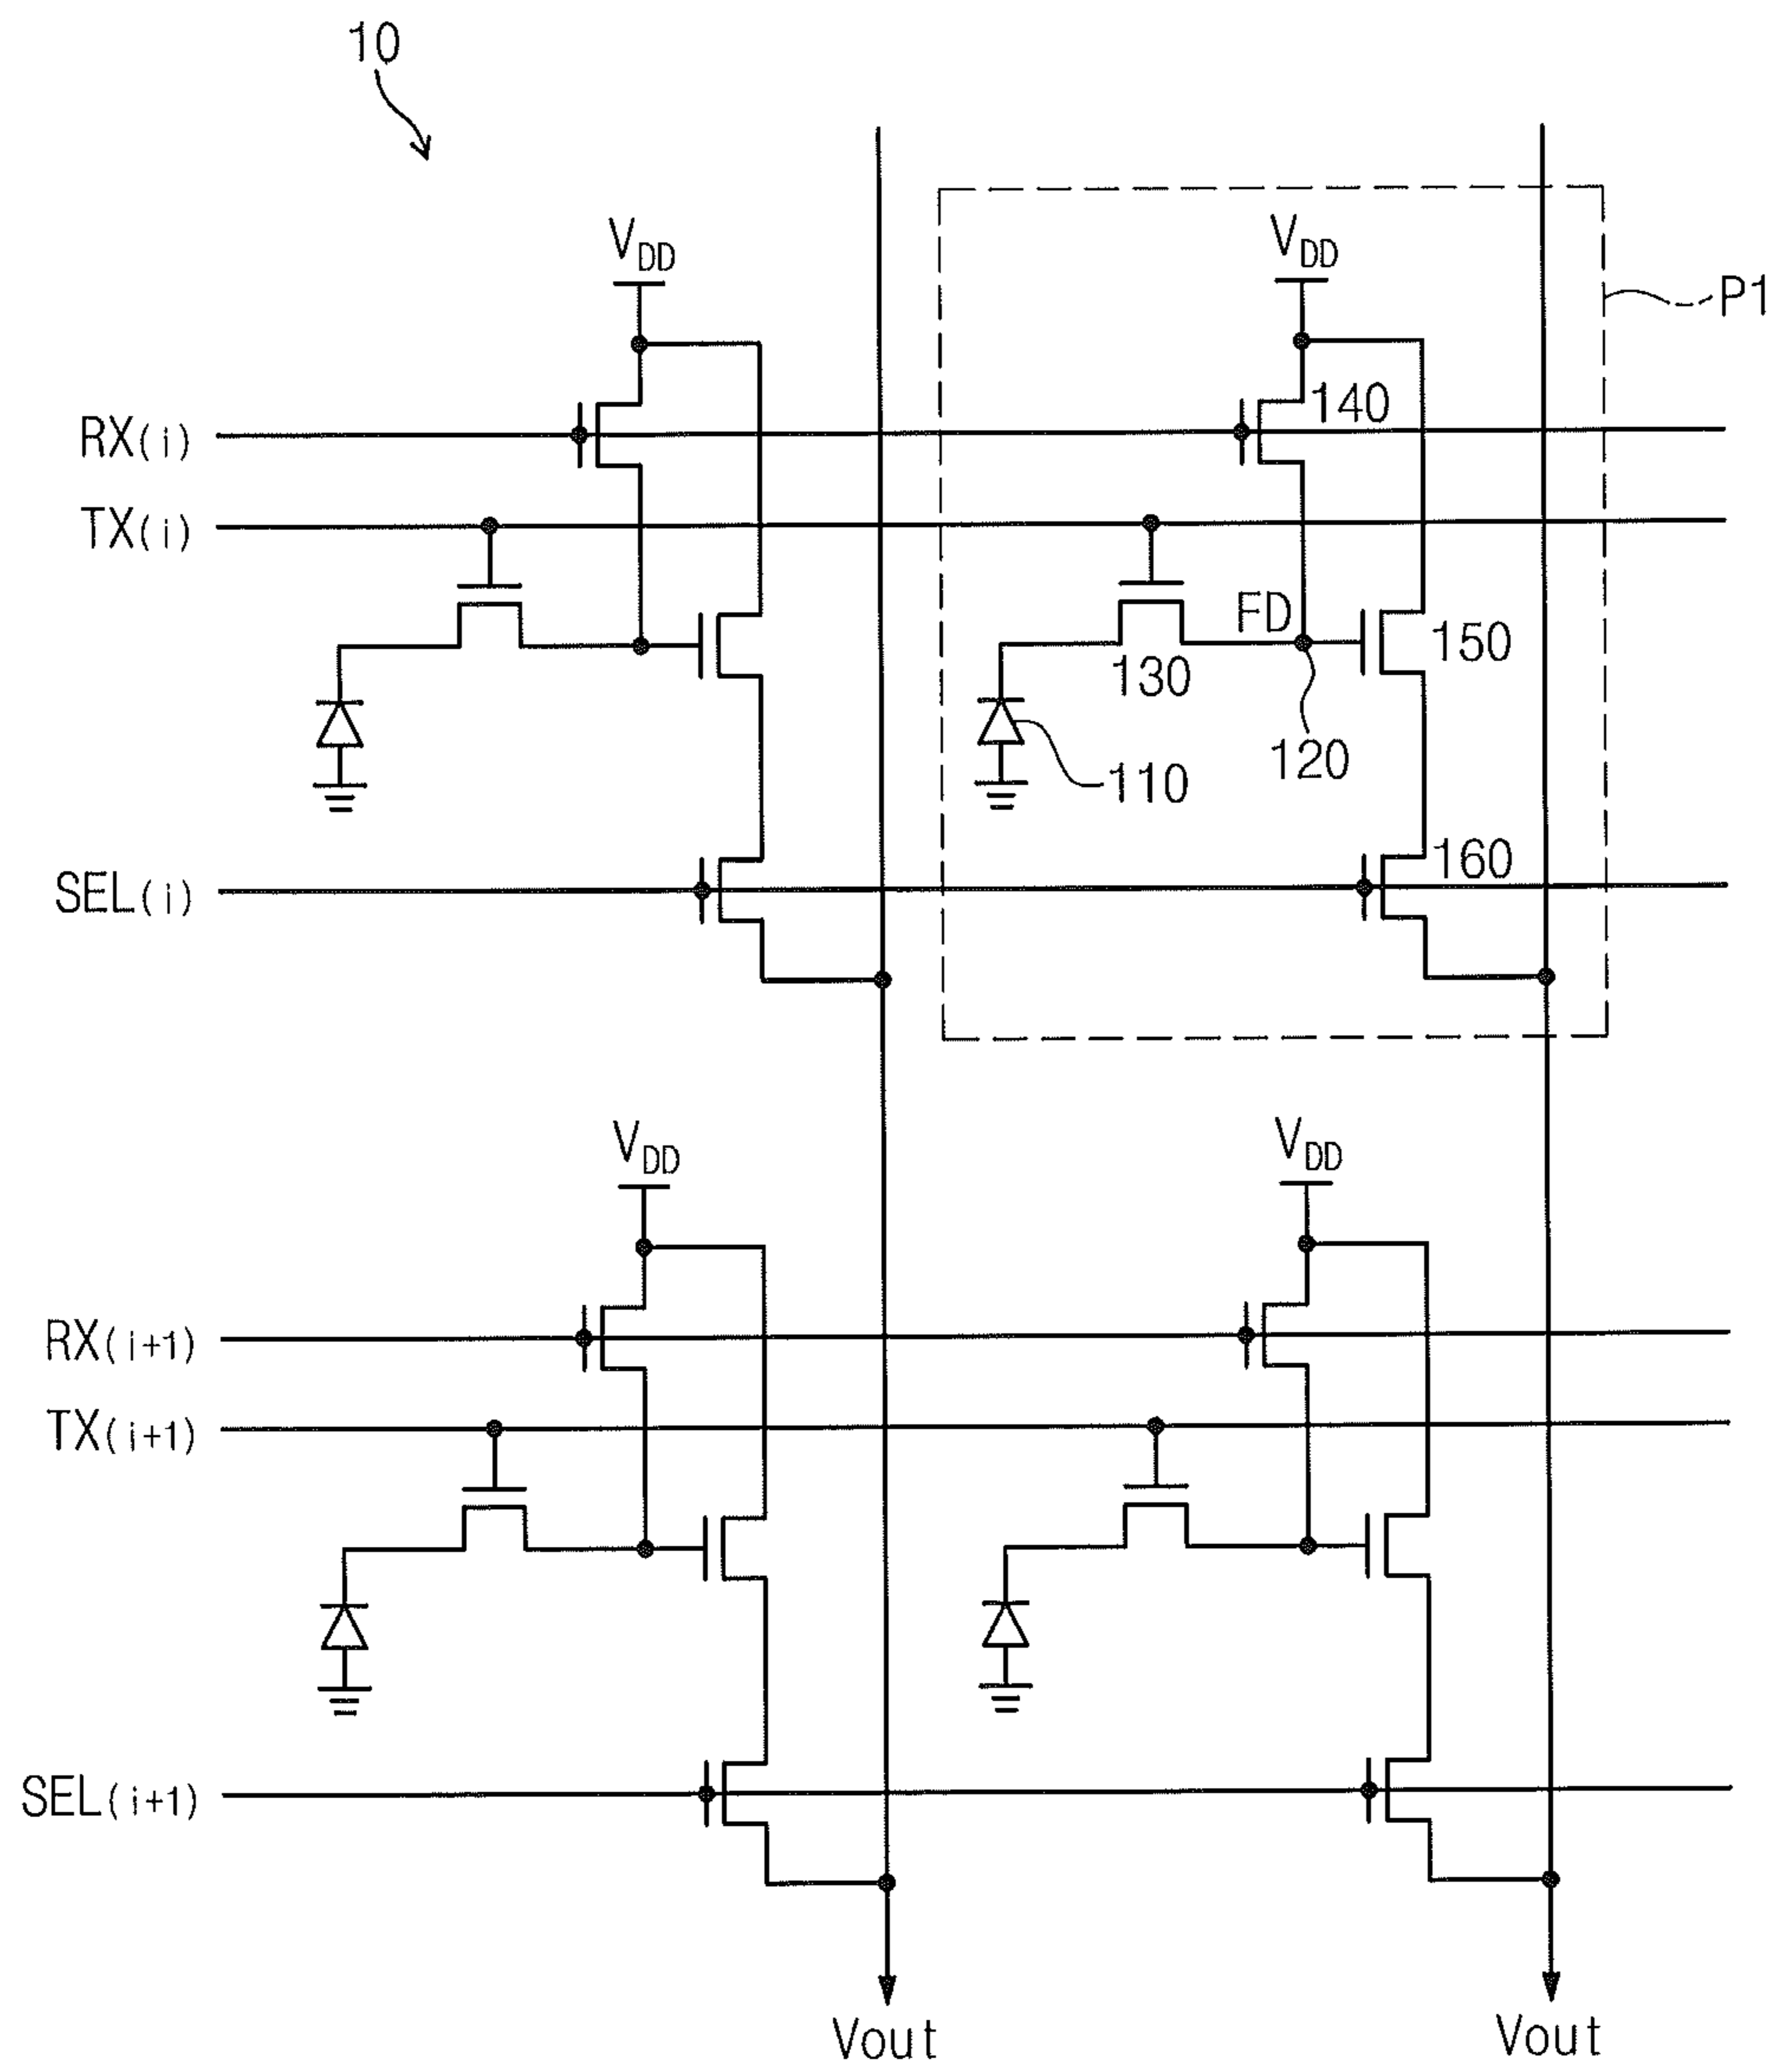 10
VDD
VDD
P1
140
RX(i)
TX(i)
FD
130
150
120
110
160
SEL(i)
VDD
VDD
RX(i+1)
TX(i+1)
SEL(i+1)
Vout
Vout